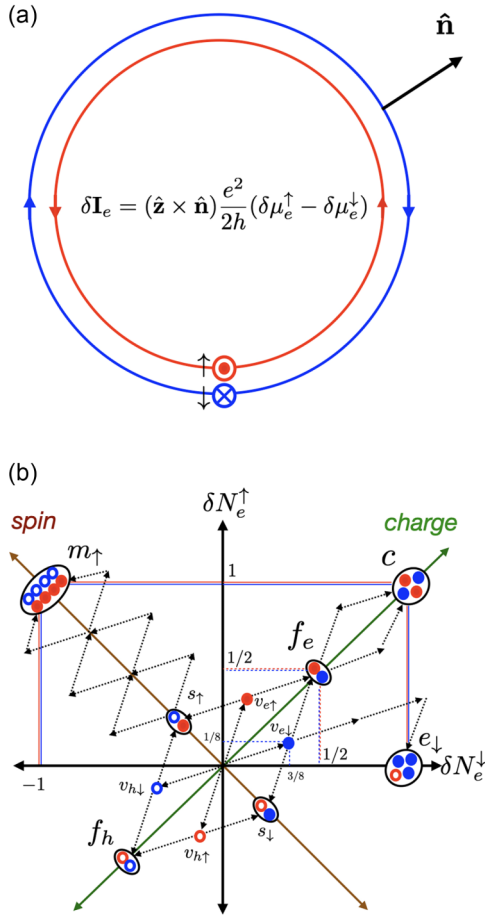 (a)
n̂
δI_e = (ẑ × n̂) e²/2h (δμ_e^↑ − δμ_e^↓)
↑
↓
(b)
δN_e^↑
spin
charge
m_↑
1
c
f_e
1/2
s_↑
v_e↑
v_e↓
1/8
1/2
e_↓
−1
3/8
δN_e^↓
v_h↓
f_h
s_↓
v_h↑